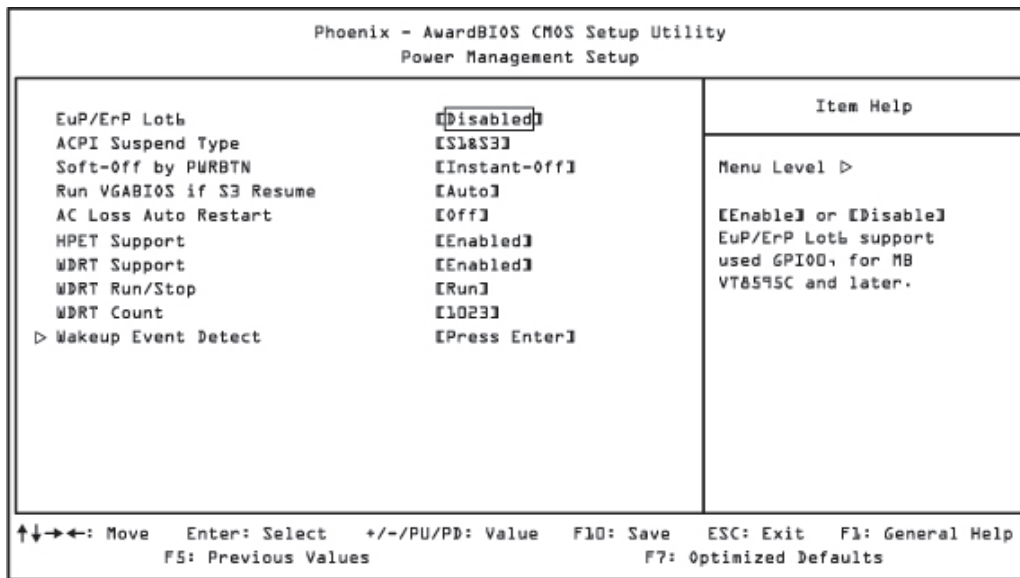 Phoenix - AwardBIOS CMOS Setup Utility
Power Management Setup
EuP/ErP Lot6 [Disabled]
ACPI Suspend Type [S1&S3]
Soft-Off by PWRBTN [Instant-Off]
Run VGABIOS if S3 Resume [Auto]
AC Loss Auto Restart [Off]
HPET Support [Enabled]
WDRT Support [Enabled]
WDRT Run/Stop [Run]
WDRT Count [1023]
▷ Wakeup Event Detect [Press Enter]
Item Help
Menu Level ▷
[Enable] or [Disable]
EuP/ErP Lot6 support
used GPIO0, for MB
VT8595C and later.
↑↓→←: Move Enter: Select +/-/PU/PD: Value F10: Save ESC: Exit F1: General Help
F5: Previous Values F7: Optimized Defaults